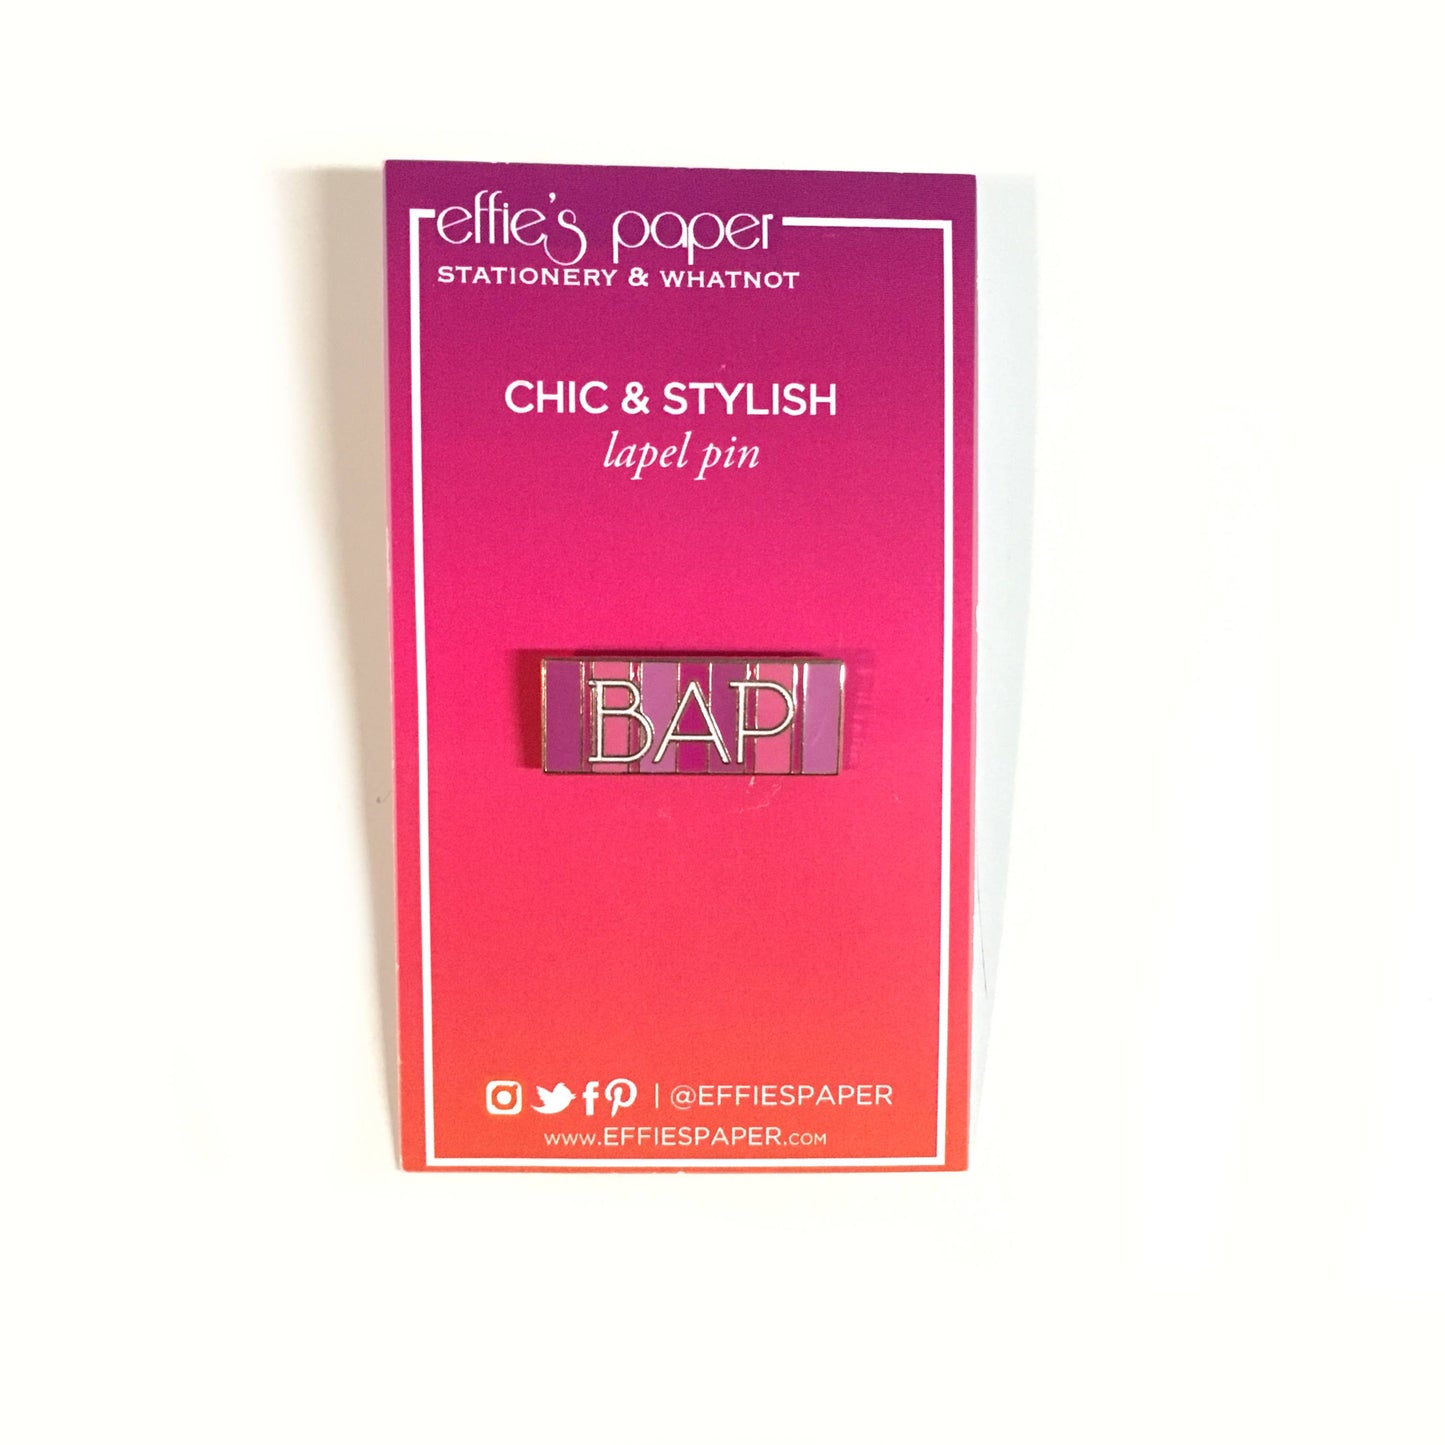 effie's paper
STATIONERY & WHATNOT
CHIC & STYLISH
lapel pin
BAP
| @EFFIESPAPER
www.EFFIESPAPER.com